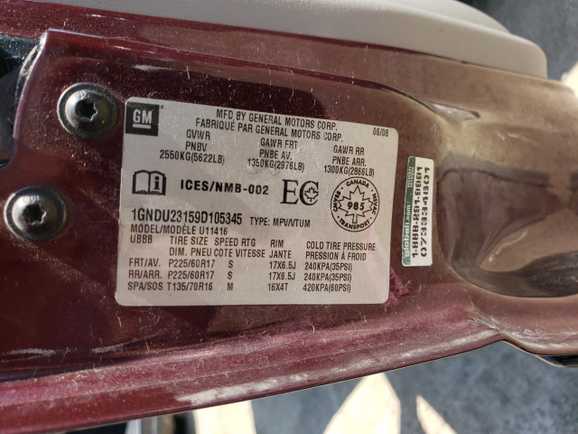 GM
MFD. BY GENERAL MOTORS CORP.
FABRIQUÉ PAR GENERAL MOTORS CORP.
08/08
GVWR GAWR FRT GAWR RR
PNBV PNBE AV. PNBE ARR.
2550KG(5622LB) 1350KG(2976LB) 1300KG(2866LB)
ICES/NMB-002
CANADA
985
TRANSPORT
1GNDU23159D105345 TYPE: MPV/VTUM
MODEL/MODÈLE U11416
UBBB TIRE SIZE SPEED RTG RIM COLD TIRE PRESSURE
DIM. PNEU COTE VITESSE JANTE PRESSION À FROID
FRT/AV. P225/60R17 S 17X6.5J 240KPA(35PSI)
RR/ARR. P225/60R17 S 17X6.5J 240KPA(35PSI)
SPA/SOS T135/70R16 M 16X4T 420KPA(60PSI)